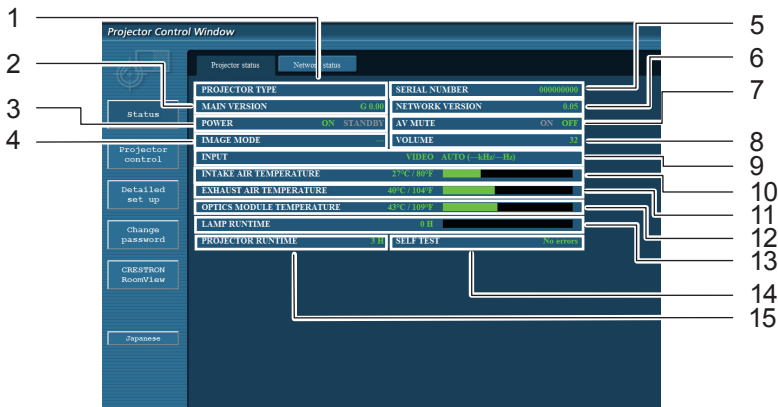 Projector Control Window
Projector status
Network status
PROJECTOR TYPE
SERIAL NUMBER 000000000
MAIN VERSION G 0.00
NETWORK VERSION 0.05
POWER ON STANDBY
AV MUTE ON OFF
IMAGE MODE ---
VOLUME 32
INPUT VIDEO AUTO (---kHz/---Hz)
INTAKE AIR TEMPERATURE 27°C / 80°F
EXHAUST AIR TEMPERATURE 40°C / 104°F
OPTICS MODULE TEMPERATURE 43°C / 109°F
LAMP RUNTIME 0 H
PROJECTOR RUNTIME 3 H
SELF TEST No errors
Status
Projector
control
Detailed
set up
Change
password
CRESTRON
RoomView
Japanese
1
2
3
4
5
6
7
8
9
10
11
12
13
14
15